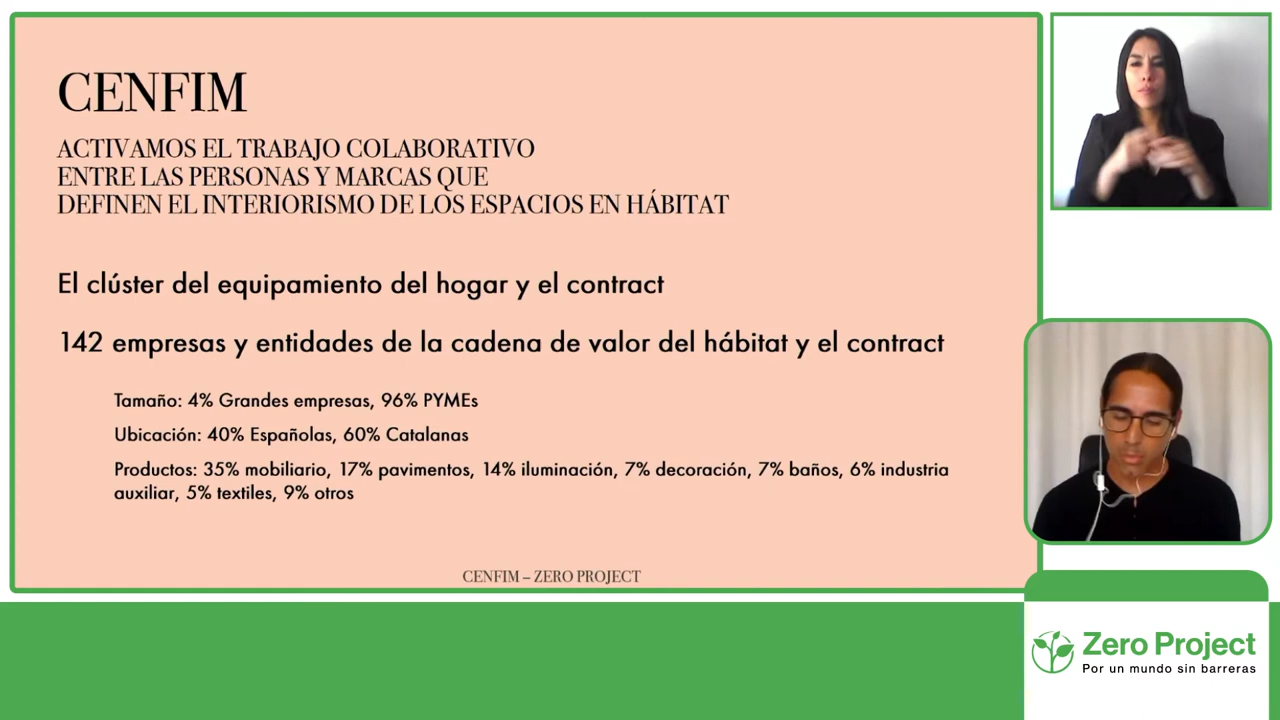 CENFIM
ACTIVAMOS EL TRABAJO COLABORATIVO
ENTRE LAS PERSONAS Y MARCAS QUE
DEFINEN EL INTERIORISMO DE LOS ESPACIOS EN HÁBITAT
El clúster del equipamiento del hogar y el contract
142 empresas y entidades de la cadena de valor del hábitat y el contract
Tamaño: 4% Grandes empresas, 96% PYMEs
Ubicación: 40% Españolas, 60% Catalanas
Productos: 35% mobiliario, 17% pavimentos, 14% iluminación, 7% decoración, 7% baños, 6% industria
auxiliar, 5% textiles, 9% otros
CENFIM – ZERO PROJECT
Zero Project
Por un mundo sin barreras